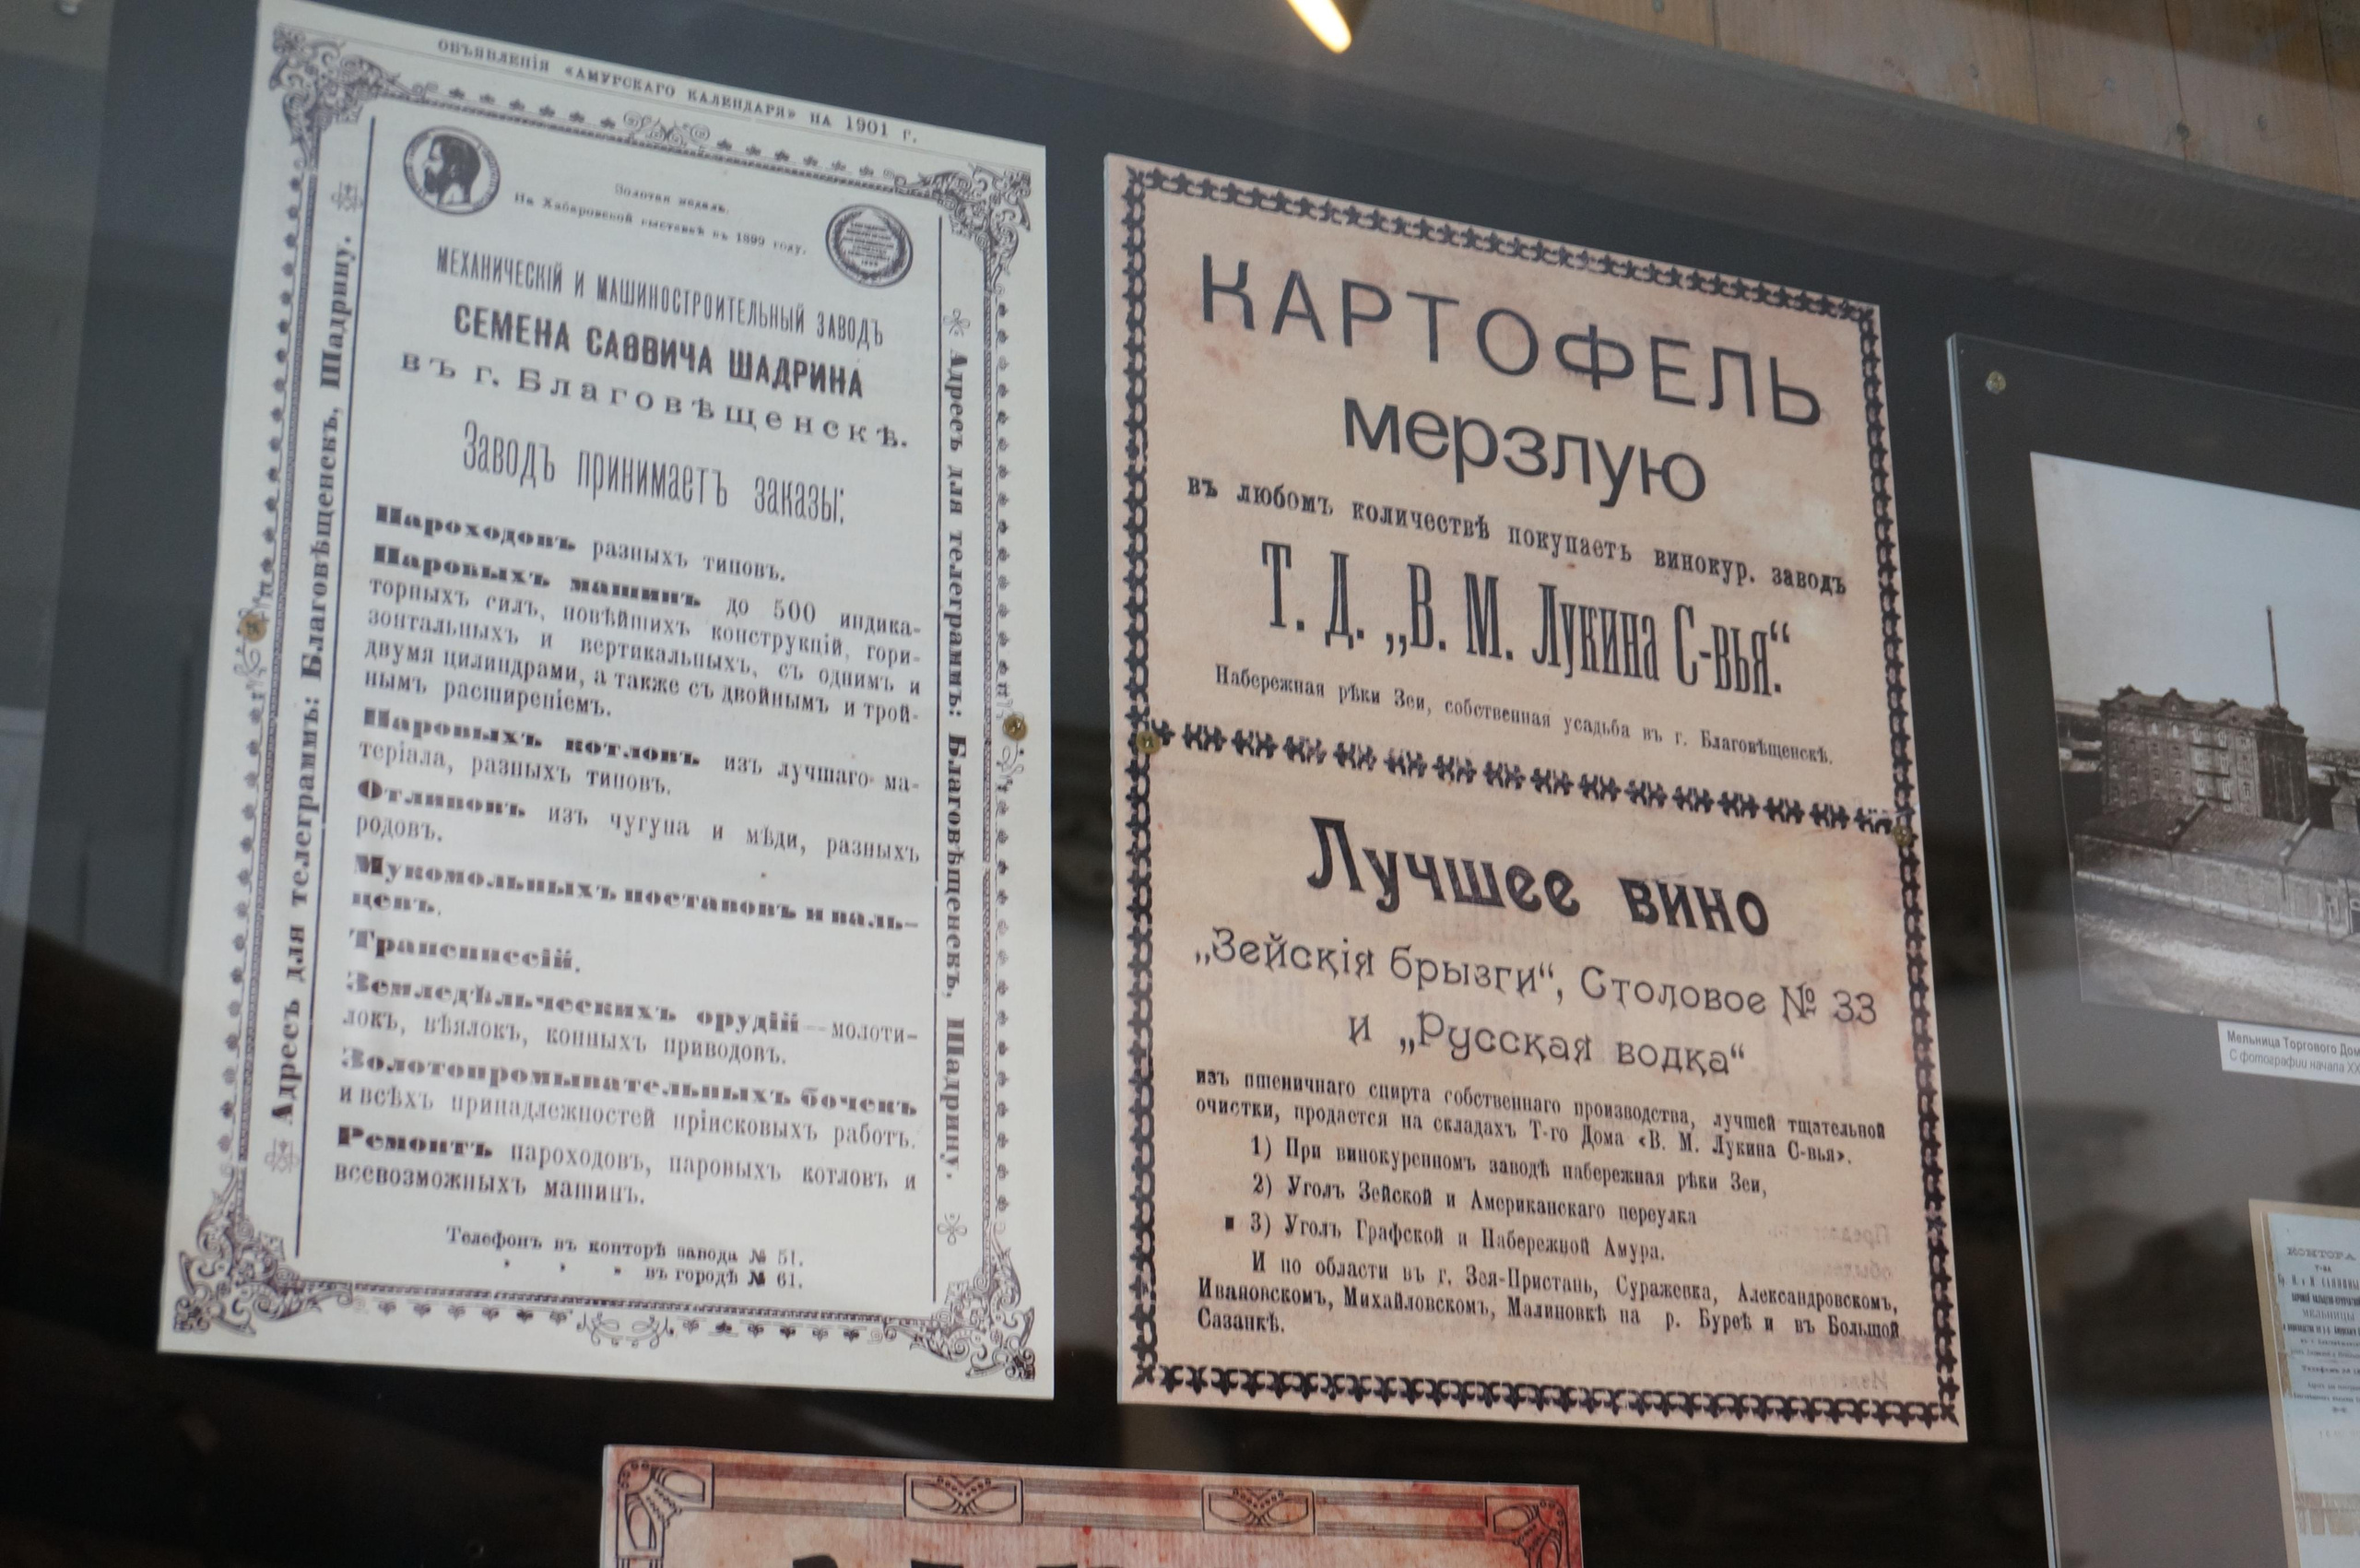 ОБЪЯВЛЕНІЯ «АМУРСКАГО КАЛЕНДАРЯ» НА 1901 г.
Золотая медаль.
На Хабаровской выставкѣ въ 1899 году.
МЕХАНИЧЕСКІЙ И МАШИНОСТРОИТЕЛЬНЫЙ ЗАВОДЪ
СЕМЕНА САВВИЧА ШАДРИНА
въ г. Благовѣщенскѣ.
Заводъ принимаетъ заказы:
Пароходовъ разныхъ типовъ.
Паровыхъ машинъ до 500 индика-
торныхъ силъ, новѣйшихъ конструкцій, гори-
зонтальныхъ и вертикальныхъ, съ однимъ и
двумя цилиндрами, а также съ двойнымъ и трой-
нымъ расширеніемъ.
Паровыхъ котловъ изъ лучшаго ма-
теріала, разныхъ типовъ.
Отливокъ изъ чугуна и мѣди, разныхъ
родовъ.
Мукомольныхъ поставовъ и валь-
цевъ.
Трансмиссій.
Земледѣльческихъ орудій—молоти-
локъ, вѣялокъ, конныхъ приводовъ.
Золотопромывательныхъ бочекъ
и всѣхъ принадлежностей пріисковыхъ работъ.
Ремонтъ пароходовъ, паровыхъ котловъ и
всевозможныхъ машинъ.
Телефонъ въ конторѣ завода № 51.
" " " въ городѣ № 61.
Адресъ для телеграммъ: Благовѣщенскъ, Шадрину.
Адресъ для телеграммъ: Благовѣщенскъ, Шадрину.
КАРТОФЕЛЬ
мерзлую
въ любомъ количествѣ покупаетъ винокур. заводъ
Т. Д. „В. М. Лукина С-вья“.
Набережная рѣки Зеи, собственная усадьба въ г. Благовѣщенскѣ.
Лучшее вино
„Зейскія брызги“, Столовое № 33
и „Русская водка“
изъ пшеничнаго спирта собственнаго производства, лучшей тщательной
очистки, продается на складахъ Т-го Дома «В. М. Лукина С-вья».
1) При винокуренномъ заводѣ набережная рѣки Зеи,
2) Уголъ Зейской и Американскаго переулка
3) Уголъ Графской и Набережной Амура.
И по области въ г. Зея-Пристань, Суражевка, Александровскомъ,
Ивановскомъ, Михайловскомъ, Малиновкѣ на р. Буреѣ и въ Большой
Сазанкѣ.
Мельница Торгового Дом
С фотографии начала XX
КОНТОРА